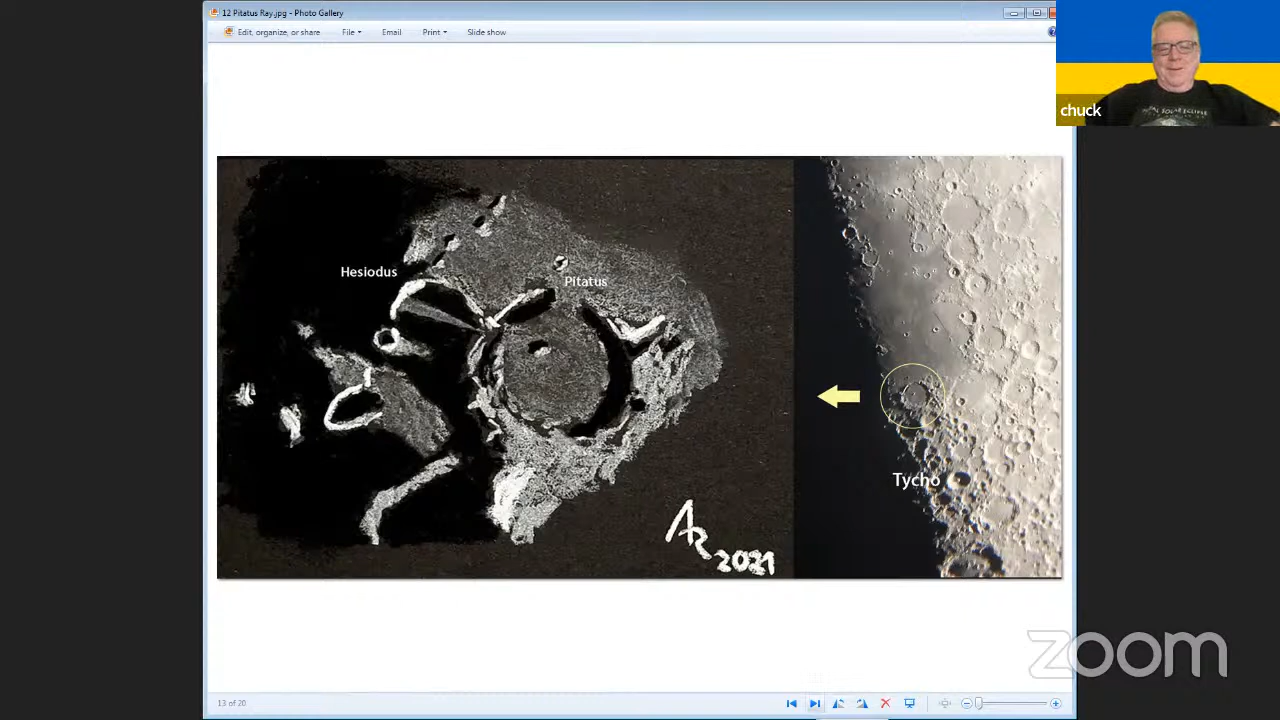 12 Pitatus Ray.jpg - Photo Gallery
Edit, organize, or share File Email Print Slide show
chuck
Hesiodus
Pitatus
Tycho
AR
2021
13 of 20
zoom